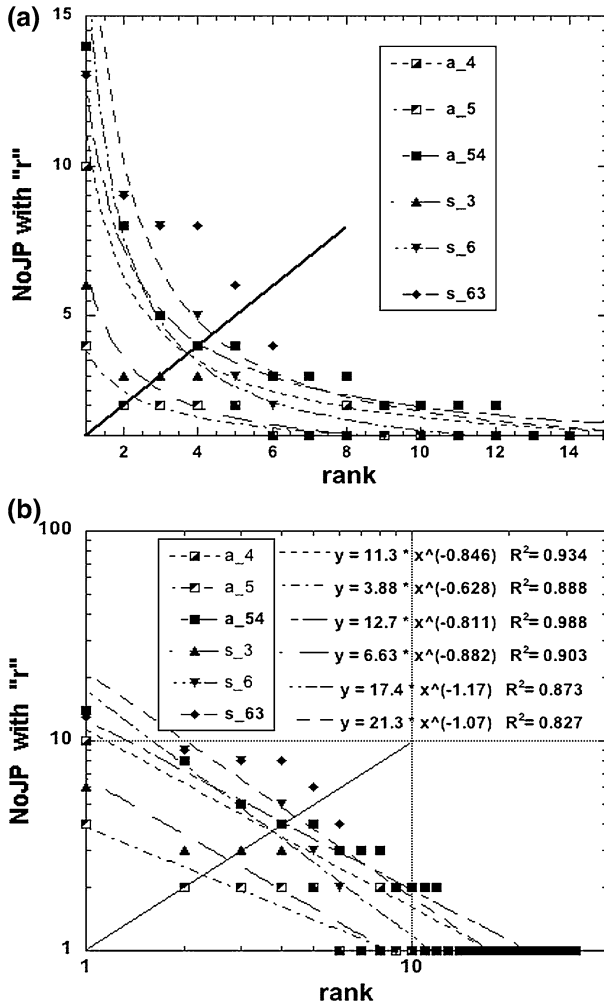 (a)
15
10
5
NoJP with "r"
2 4 6 8 10 12 14
rank
a_4
a_5
a_54
s_3
s_6
s_63
(b)
100
10
1
NoJP with "r"
1 10
rank
a_4
a_5
a_54
s_3
s_6
s_63
y = 11.3 * x^(-0.846) R²= 0.934
y = 3.88 * x^(-0.628) R²= 0.888
y = 12.7 * x^(-0.811) R²= 0.988
y = 6.63 * x^(-0.882) R²= 0.903
y = 17.4 * x^(-1.17) R²= 0.873
y = 21.3 * x^(-1.07) R²= 0.827